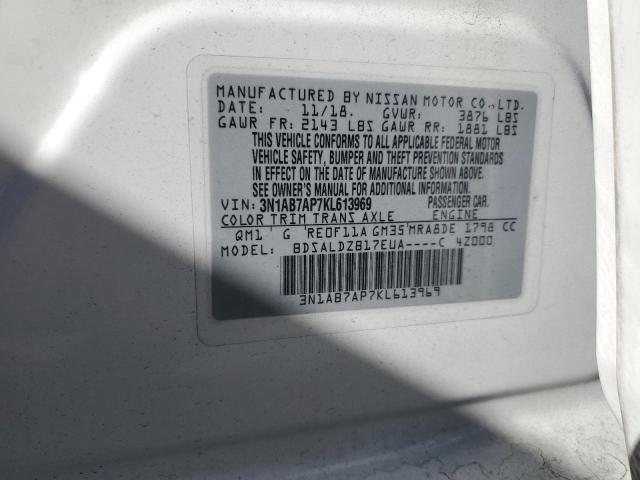 MANUFACTURED BY NISSAN MOTOR CO.,LTD.
DATE: 11/18. GVWR: 3876 LBS
GAWR FR: 2143 LBS GAWR RR: 1881 LBS
THIS VEHICLE CONFORMS TO ALL APPLICABLE FEDERAL MOTOR
VEHICLE SAFETY, BUMPER AND THEFT PREVENTION STANDARDS
IN EFFECT ON THE DATE OF MANUFACTURE SHOWN ABOVE.
SEE OWNER'S MANUAL FOR ADDITIONAL INFORMATION.
VIN: 3N1AB7AP7KL613969 PASSENGER CAR.
COLOR TRIM TRANS AXLE ENGINE
QM1 G RE0F11A GM35 MRA8DE 1798 CC
MODEL: BDSALDZB17EUA----C 4Z000
3N1AB7AP7KL613969